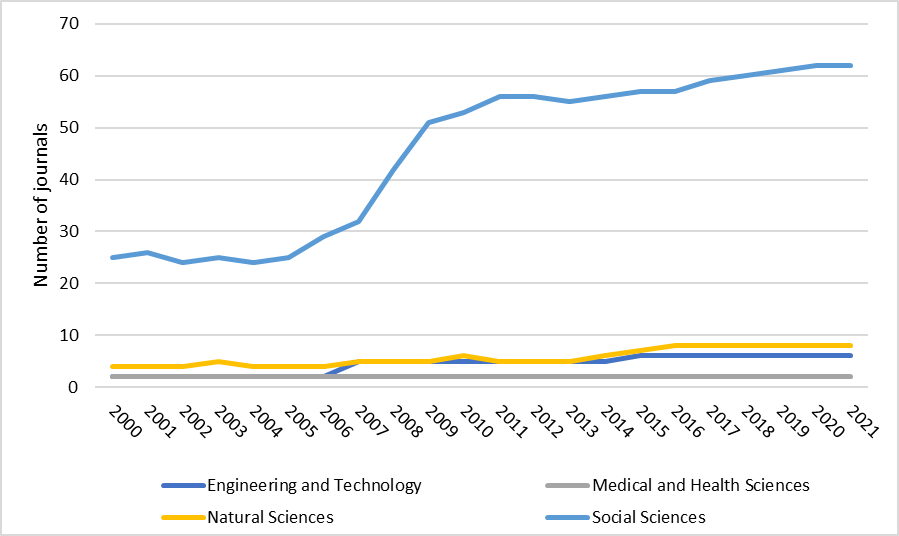 70
60
50
40
30
20
10
0
Number of journals
2000 2001 2002 2003 2004 2005 2006 2007 2008 2009 2010 2011 2012 2013 2014 2015 2016 2017 2018 2019 2020 2021
Engineering and Technology Medical and Health Sciences
Natural Sciences Social Sciences